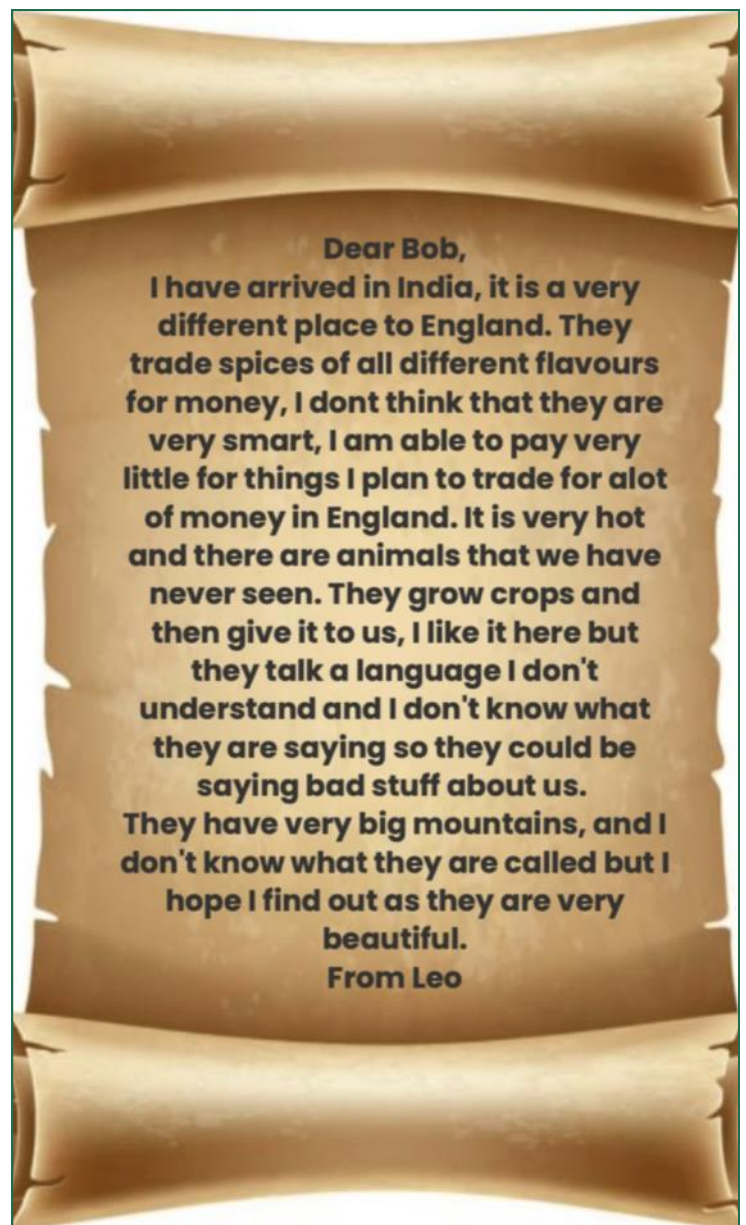 Dear Bob,
I have arrived in India, it is a very
different place to England. They
trade spices of all different flavours
for money, I dont think that they are
very smart, I am able to pay very
little for things I plan to trade for alot
of money in England. It is very hot
and there are animals that we have
never seen. They grow crops and
then give it to us, I like it here but
they talk a language I don't
understand and I don't know what
they are saying so they could be
saying bad stuff about us.
They have very big mountains, and I
don't know what they are called but I
hope I find out as they are very
beautiful.
From Leo